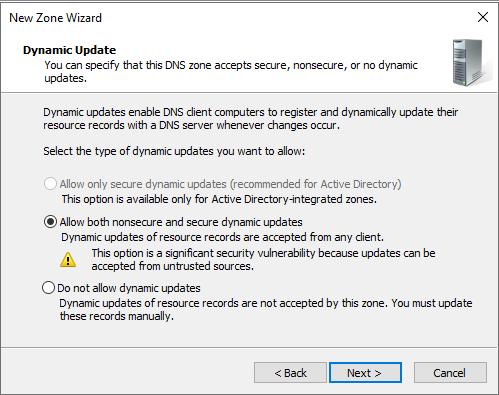 New Zone Wizard
Dynamic Update
You can specify that this DNS zone accepts secure, nonsecure, or no dynamic
updates.
Dynamic updates enable DNS client computers to register and dynamically update their
resource records with a DNS server whenever changes occur.
Select the type of dynamic updates you want to allow:
Allow only secure dynamic updates (recommended for Active Directory)
This option is available only for Active Directory-integrated zones.
Allow both nonsecure and secure dynamic updates
Dynamic updates of resource records are accepted from any client.
This option is a significant security vulnerability because updates can be
accepted from untrusted sources.
Do not allow dynamic updates
Dynamic updates of resource records are not accepted by this zone. You must update
these records manually.
< Back Next > Cancel